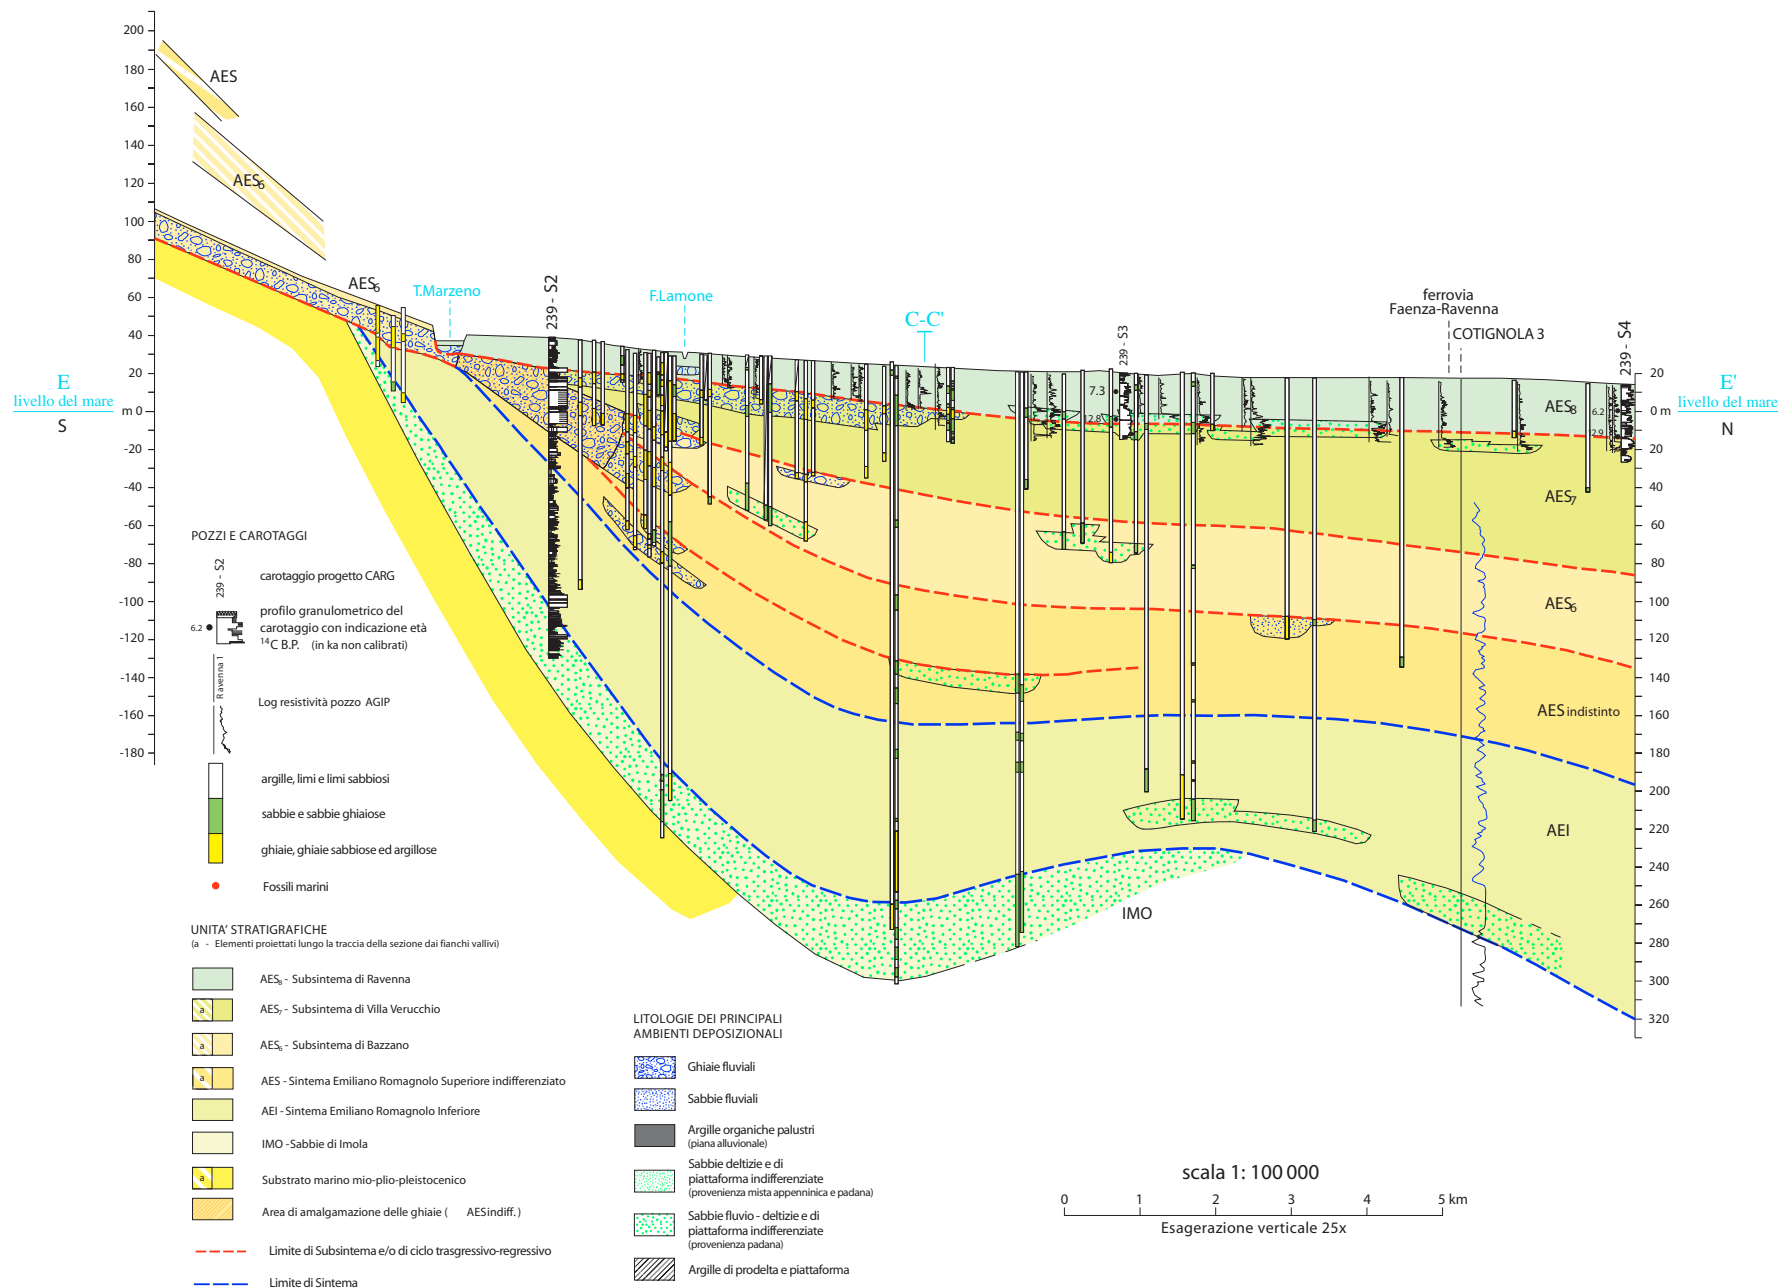 200
180
160
140
120
100
80
60
40
20
m 0
20
40
60
-80
-100
-120
-140
-160
-180
E
livello del mare
S
AES
AES6
AES6
T.Marzeno
239 - S2
F.Lamone
C-C'
239 - S3
7.3
12.8
ferrovia
Faenza-Ravenna
COTIGNOLA 3
239 - S4
6.2
E'
livello del mare
N
20
0 m
20
40
60
80
100
120
140
160
180
200
220
240
260
280
300
320
AES8
AES7
AES6
AES indistinto
AEI
IMO
POZZI E CAROTAGGI
239 - S2
carotaggio progetto CARG
6.2
profilo granulometrico del
carotaggio con indicazione età
14C B.P. (in ka non calibrati)
Ravenna 1
Log resistività pozzo AGIP
argille, limi e limi sabbiosi
sabbie e sabbie ghiaiose
ghiaie, ghiaie sabbiose ed argillose
Fossili marini
UNITA' STRATIGRAFICHE
(a - Elementi proiettati lungo la traccia della sezione dai fianchi vallivi)
AES8 - Subsintema di Ravenna
a AES7 - Subsintema di Villa Verucchio
a AES6 - Subsintema di Bazzano
a AES - Sintema Emiliano Romagnolo Superiore indifferenziato
AEI - Sintema Emiliano Romagnolo Inferiore
IMO - Sabbie di Imola
a Substrato marino mio-plio-pleistocenico
Area di amalgamazione delle ghiaie ( AES indiff.)
Limite di Subsintema e/o di ciclo trasgressivo-regressivo
Limite di Sintema
LITOLOGIE DEI PRINCIPALI
AMBIENTI DEPOSIZIONALI
Ghiaie fluviali
Sabbie fluviali
Argille organiche palustri
(piana alluvionale)
Sabbie deltizie e di
piattaforma indifferenziate
(provenienza mista appenninica e padana)
Sabbie fluvio - deltizie e di
piattaforma indifferenziate
(provenienza padana)
Argille di prodelta e piattaforma
scala 1: 100 000
0 1 2 3 4 5 km
Esagerazione verticale 25x